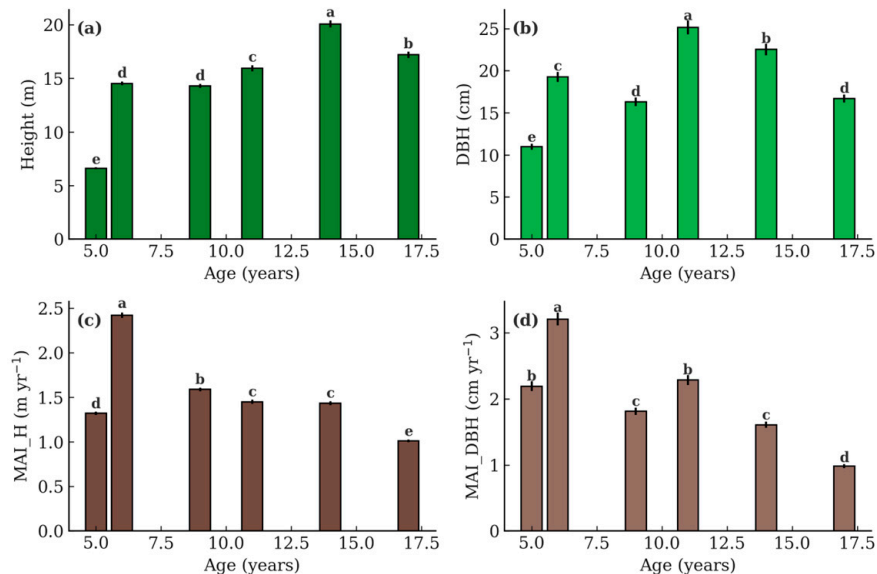 (a)
Height (m)
20
15
10
5
0
e
d
d
c
a
b
5.0 7.5 10.0 12.5 15.0 17.5
Age (years)
(b)
DBH (cm)
25
20
15
10
5
0
e
c
d
a
b
d
5.0 7.5 10.0 12.5 15.0 17.5
Age (years)
(c)
MAI_H (m yr⁻¹)
2.5
2.0
1.5
1.0
0.5
0.0
d
a
b
c
c
e
5.0 7.5 10.0 12.5 15.0 17.5
Age (years)
(d)
MAI_DBH (cm yr⁻¹)
3
2
1
0
b
a
c
b
c
d
5.0 7.5 10.0 12.5 15.0 17.5
Age (years)